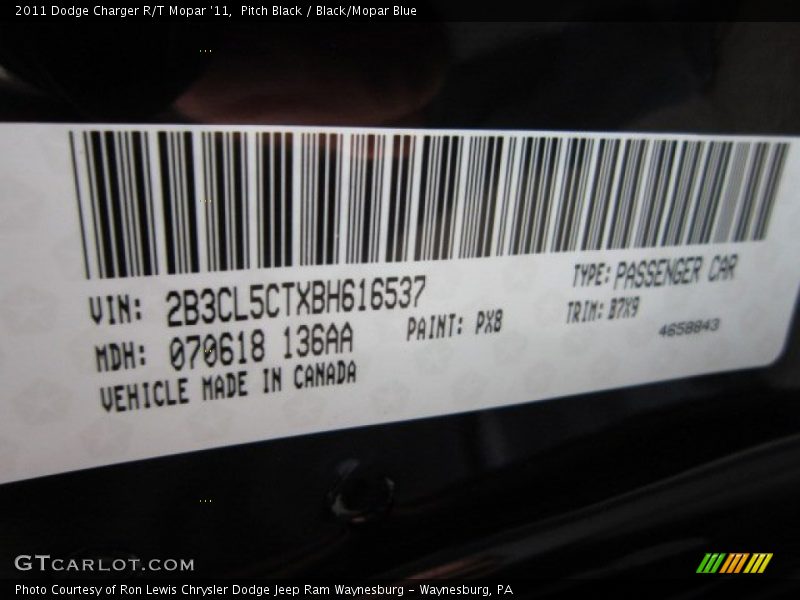 2011 Dodge Charger R/T Mopar '11,  Pitch Black / Black/Mopar Blue
VIN: 2B3CL5CTXBH616537
TYPE: PASSENGER CAR
MDH: 070618 136AA
PAINT: PX8
TRIM: B7X9
4658843
VEHICLE MADE IN CANADA
GTCARLOT.COM
Photo Courtesy of Ron Lewis Chrysler Dodge Jeep Ram Waynesburg - Waynesburg, PA